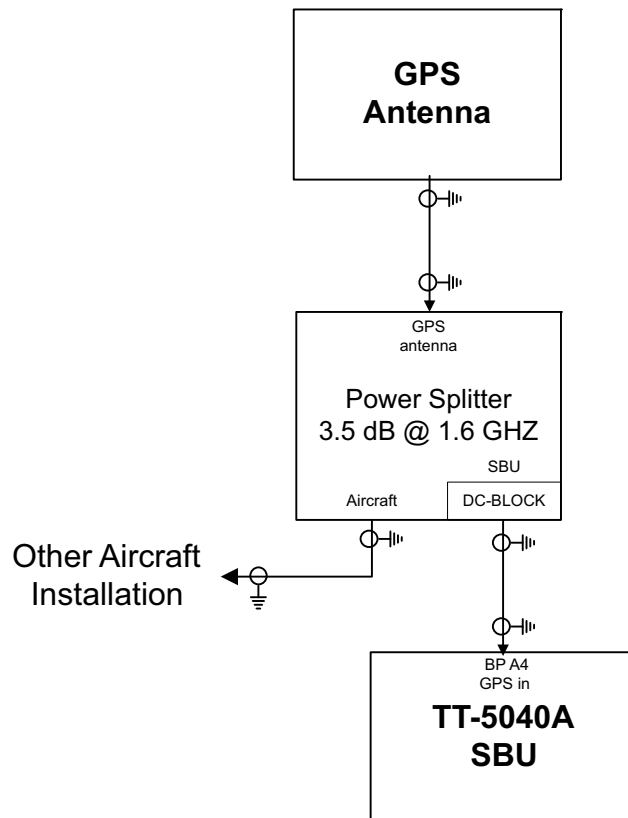 GPS
Antenna
GPS
antenna
Power Splitter
3.5 dB @ 1.6 GHZ
SBU
Aircraft
DC-BLOCK
Other Aircraft
Installation
BP A4
GPS in
TT-5040A
SBU